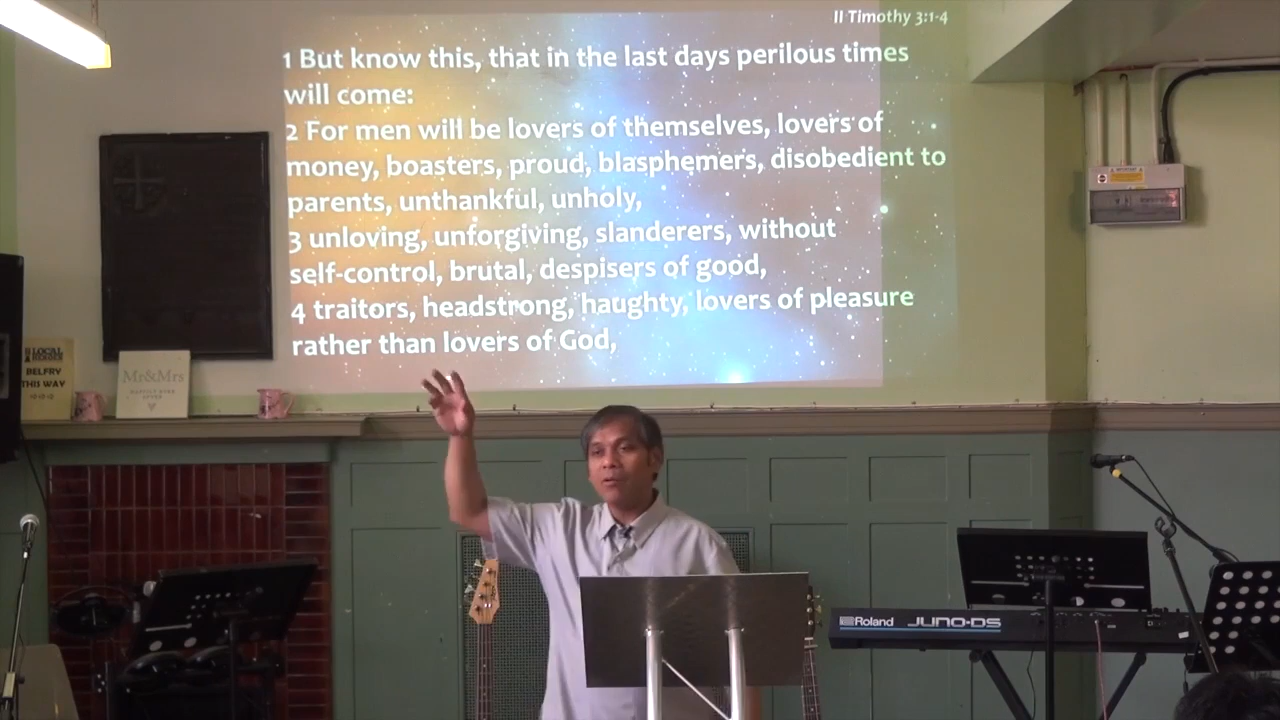 II Timothy 3:1-4
1 But know this, that in the last days perilous times
will come:
2 For men will be lovers of themselves, lovers of
money, boasters, proud, blasphemers, disobedient to
parents, unthankful, unholy,
3 unloving, unforgiving, slanderers, without
self-control, brutal, despisers of good,
4 traitors, headstrong, haughty, lovers of pleasure
rather than lovers of God,
LOCAL
BELFRY
THIS WAY
Mr&Mrs
Roland JUNO-DS